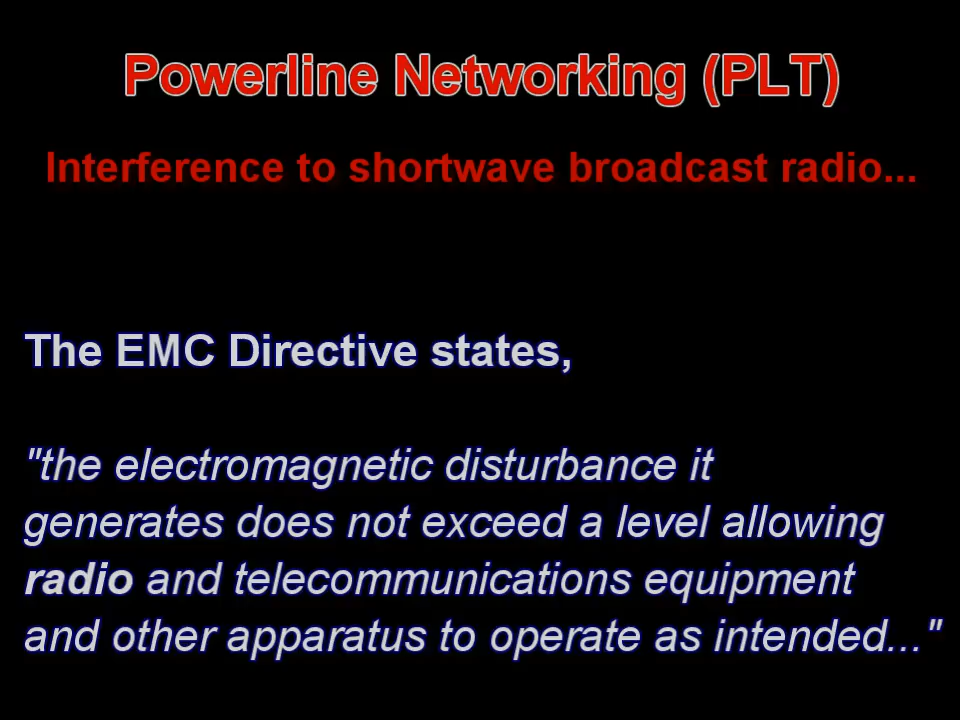 Powerline Networking (PLT)
Interference to shortwave broadcast radio...
The EMC Directive states,
"the electromagnetic disturbance it
generates does not exceed a level allowing
radio and telecommunications equipment
and other apparatus to operate as intended..."